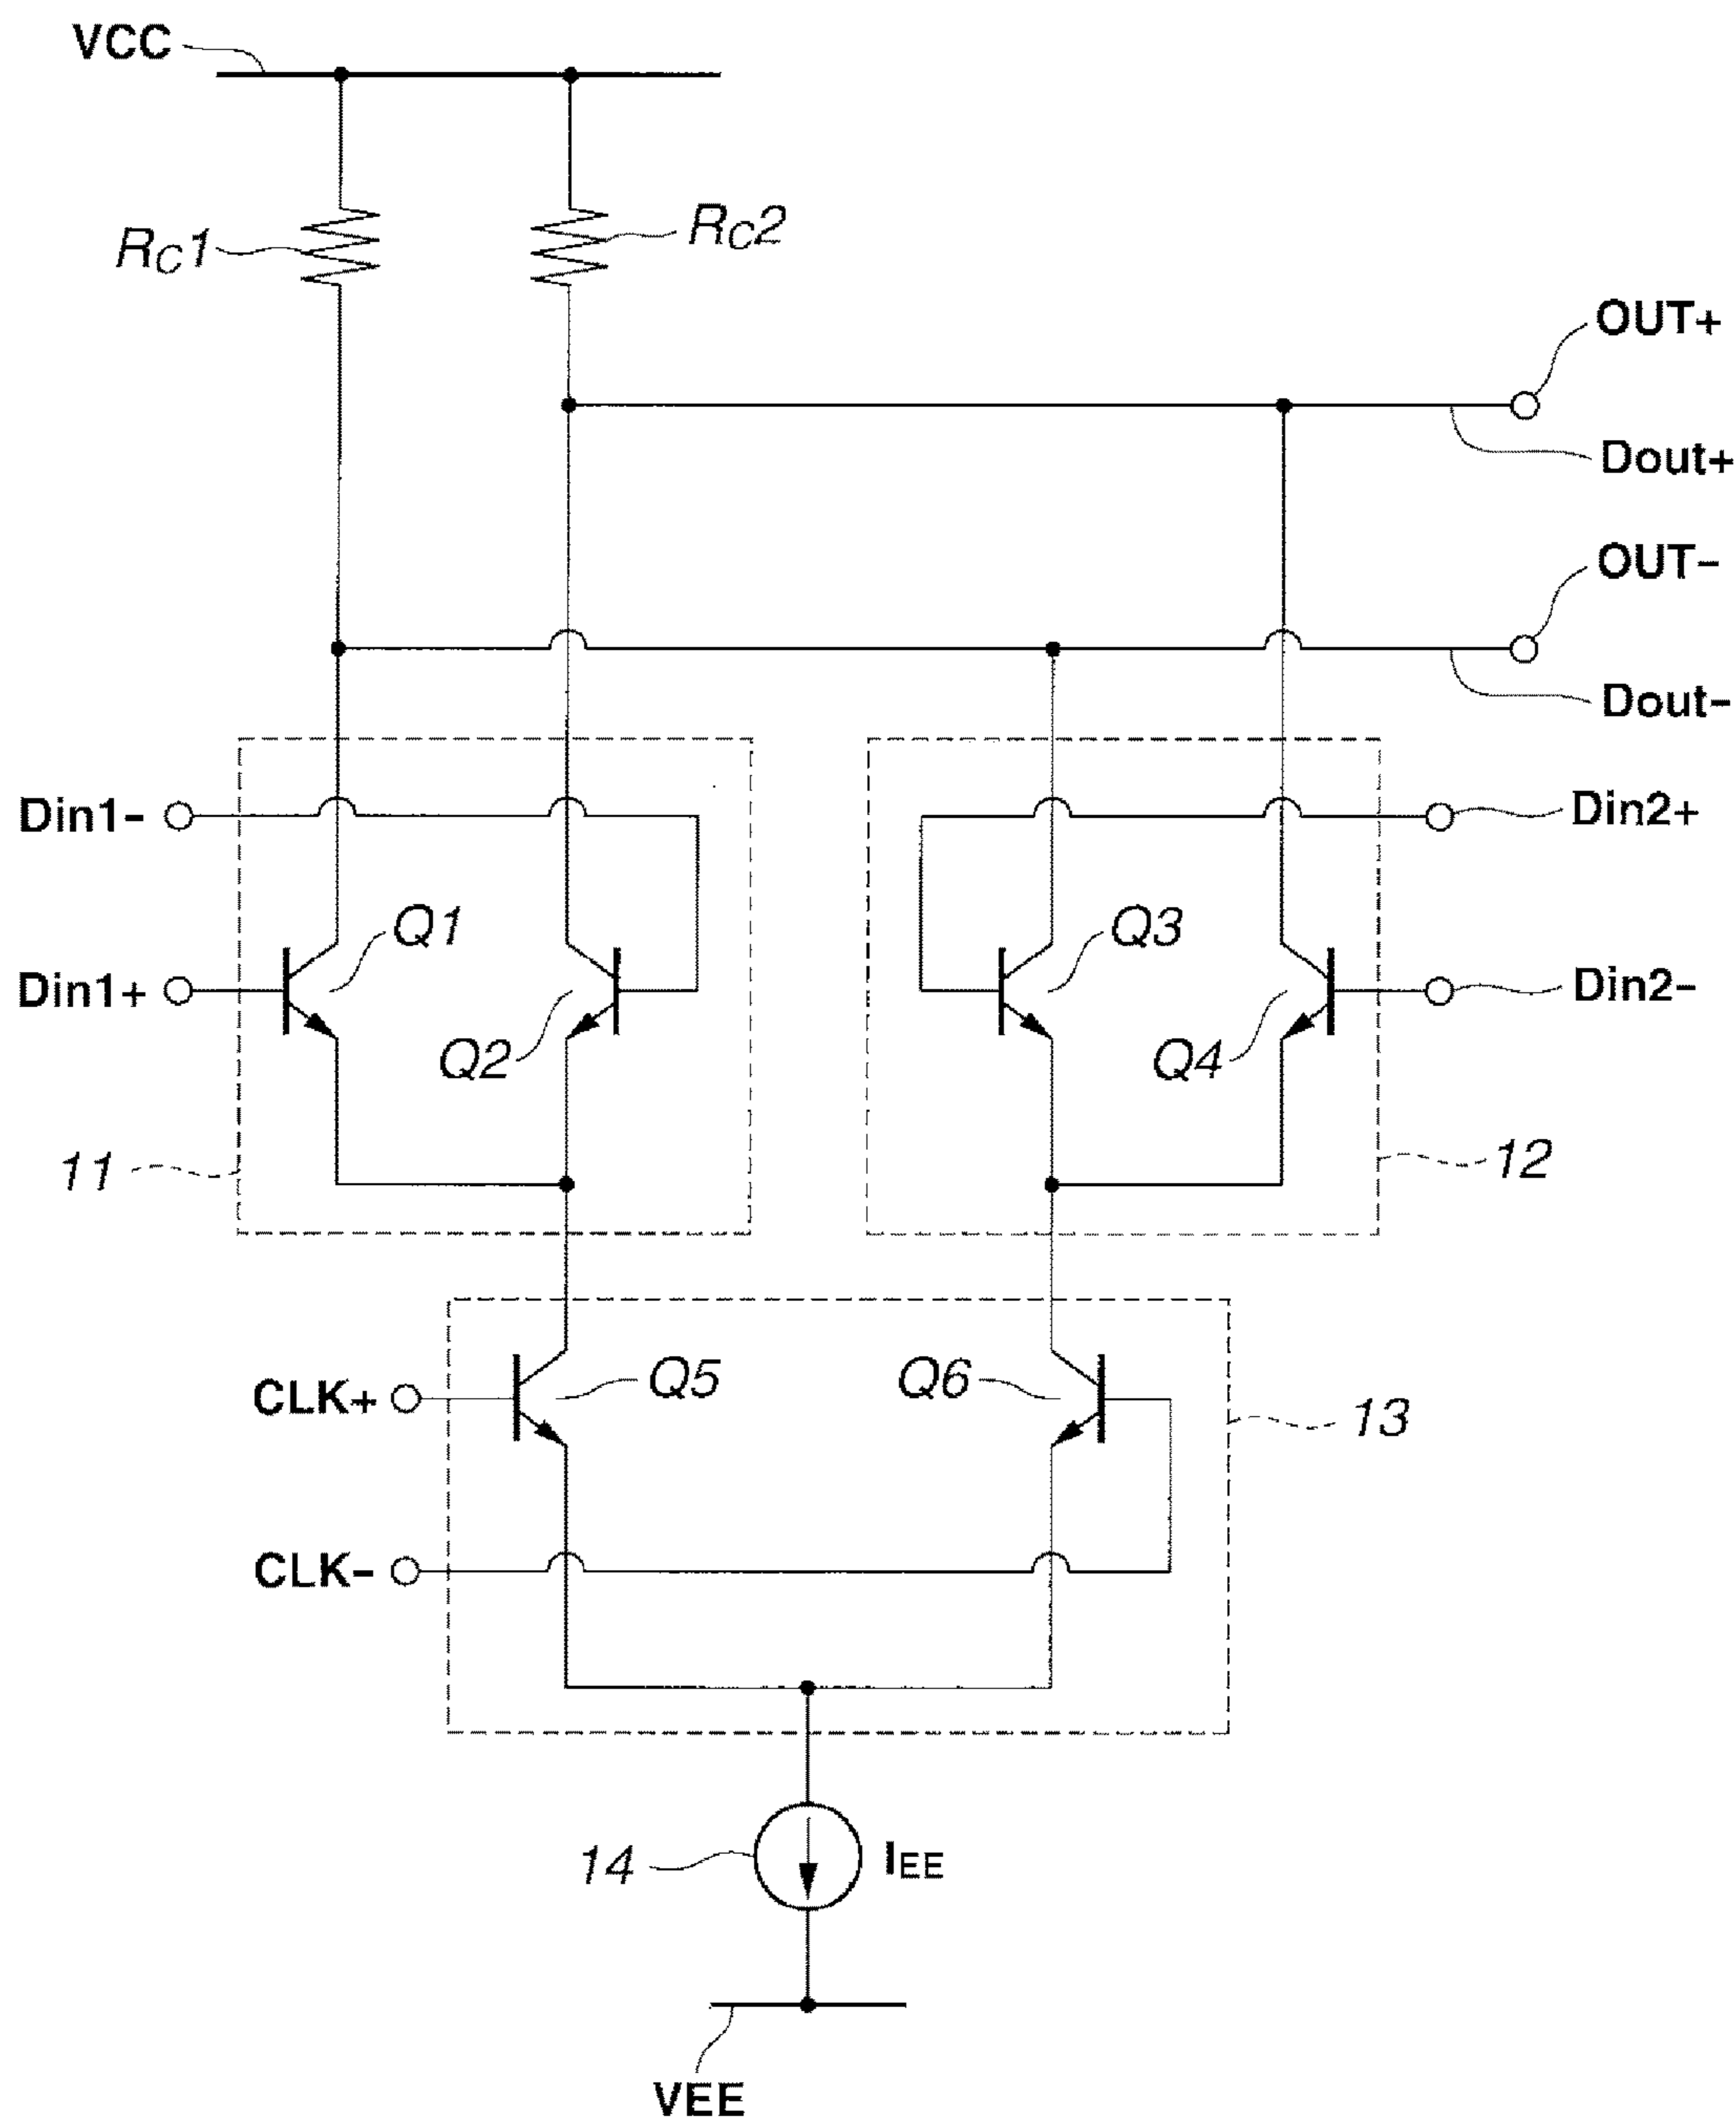 VCC
RC1
RC2
OUT+
Dout+
OUT-
Dout-
Din1-
Din2+
Q1
Q3
Din1+
Din2-
Q2
Q4
11
12
Q5
Q6
CLK+
13
CLK-
14
IEE
VEE